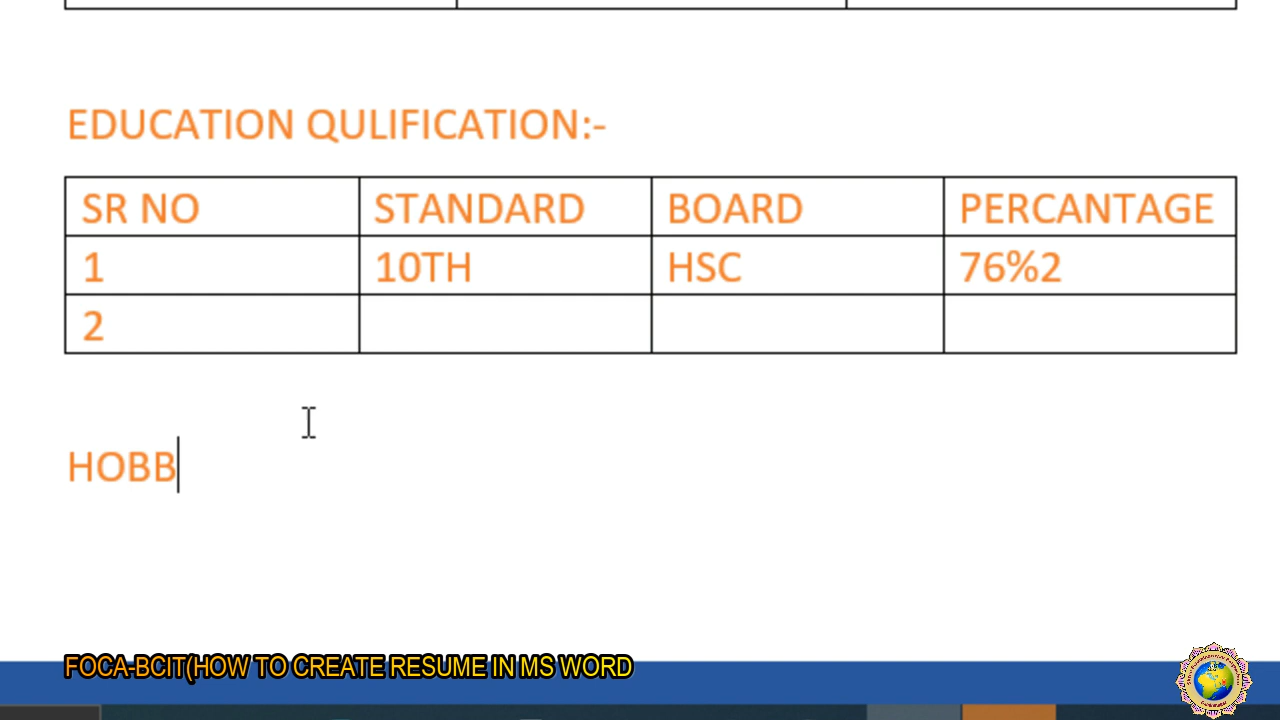 EDUCATION QULIFICATION:-
SR NO STANDARD BOARD PERCANTAGE
1 10TH HSC 76%2
2
HOBB
FOCA-BCIT(HOW TO CREATE RESUME IN MS WORD